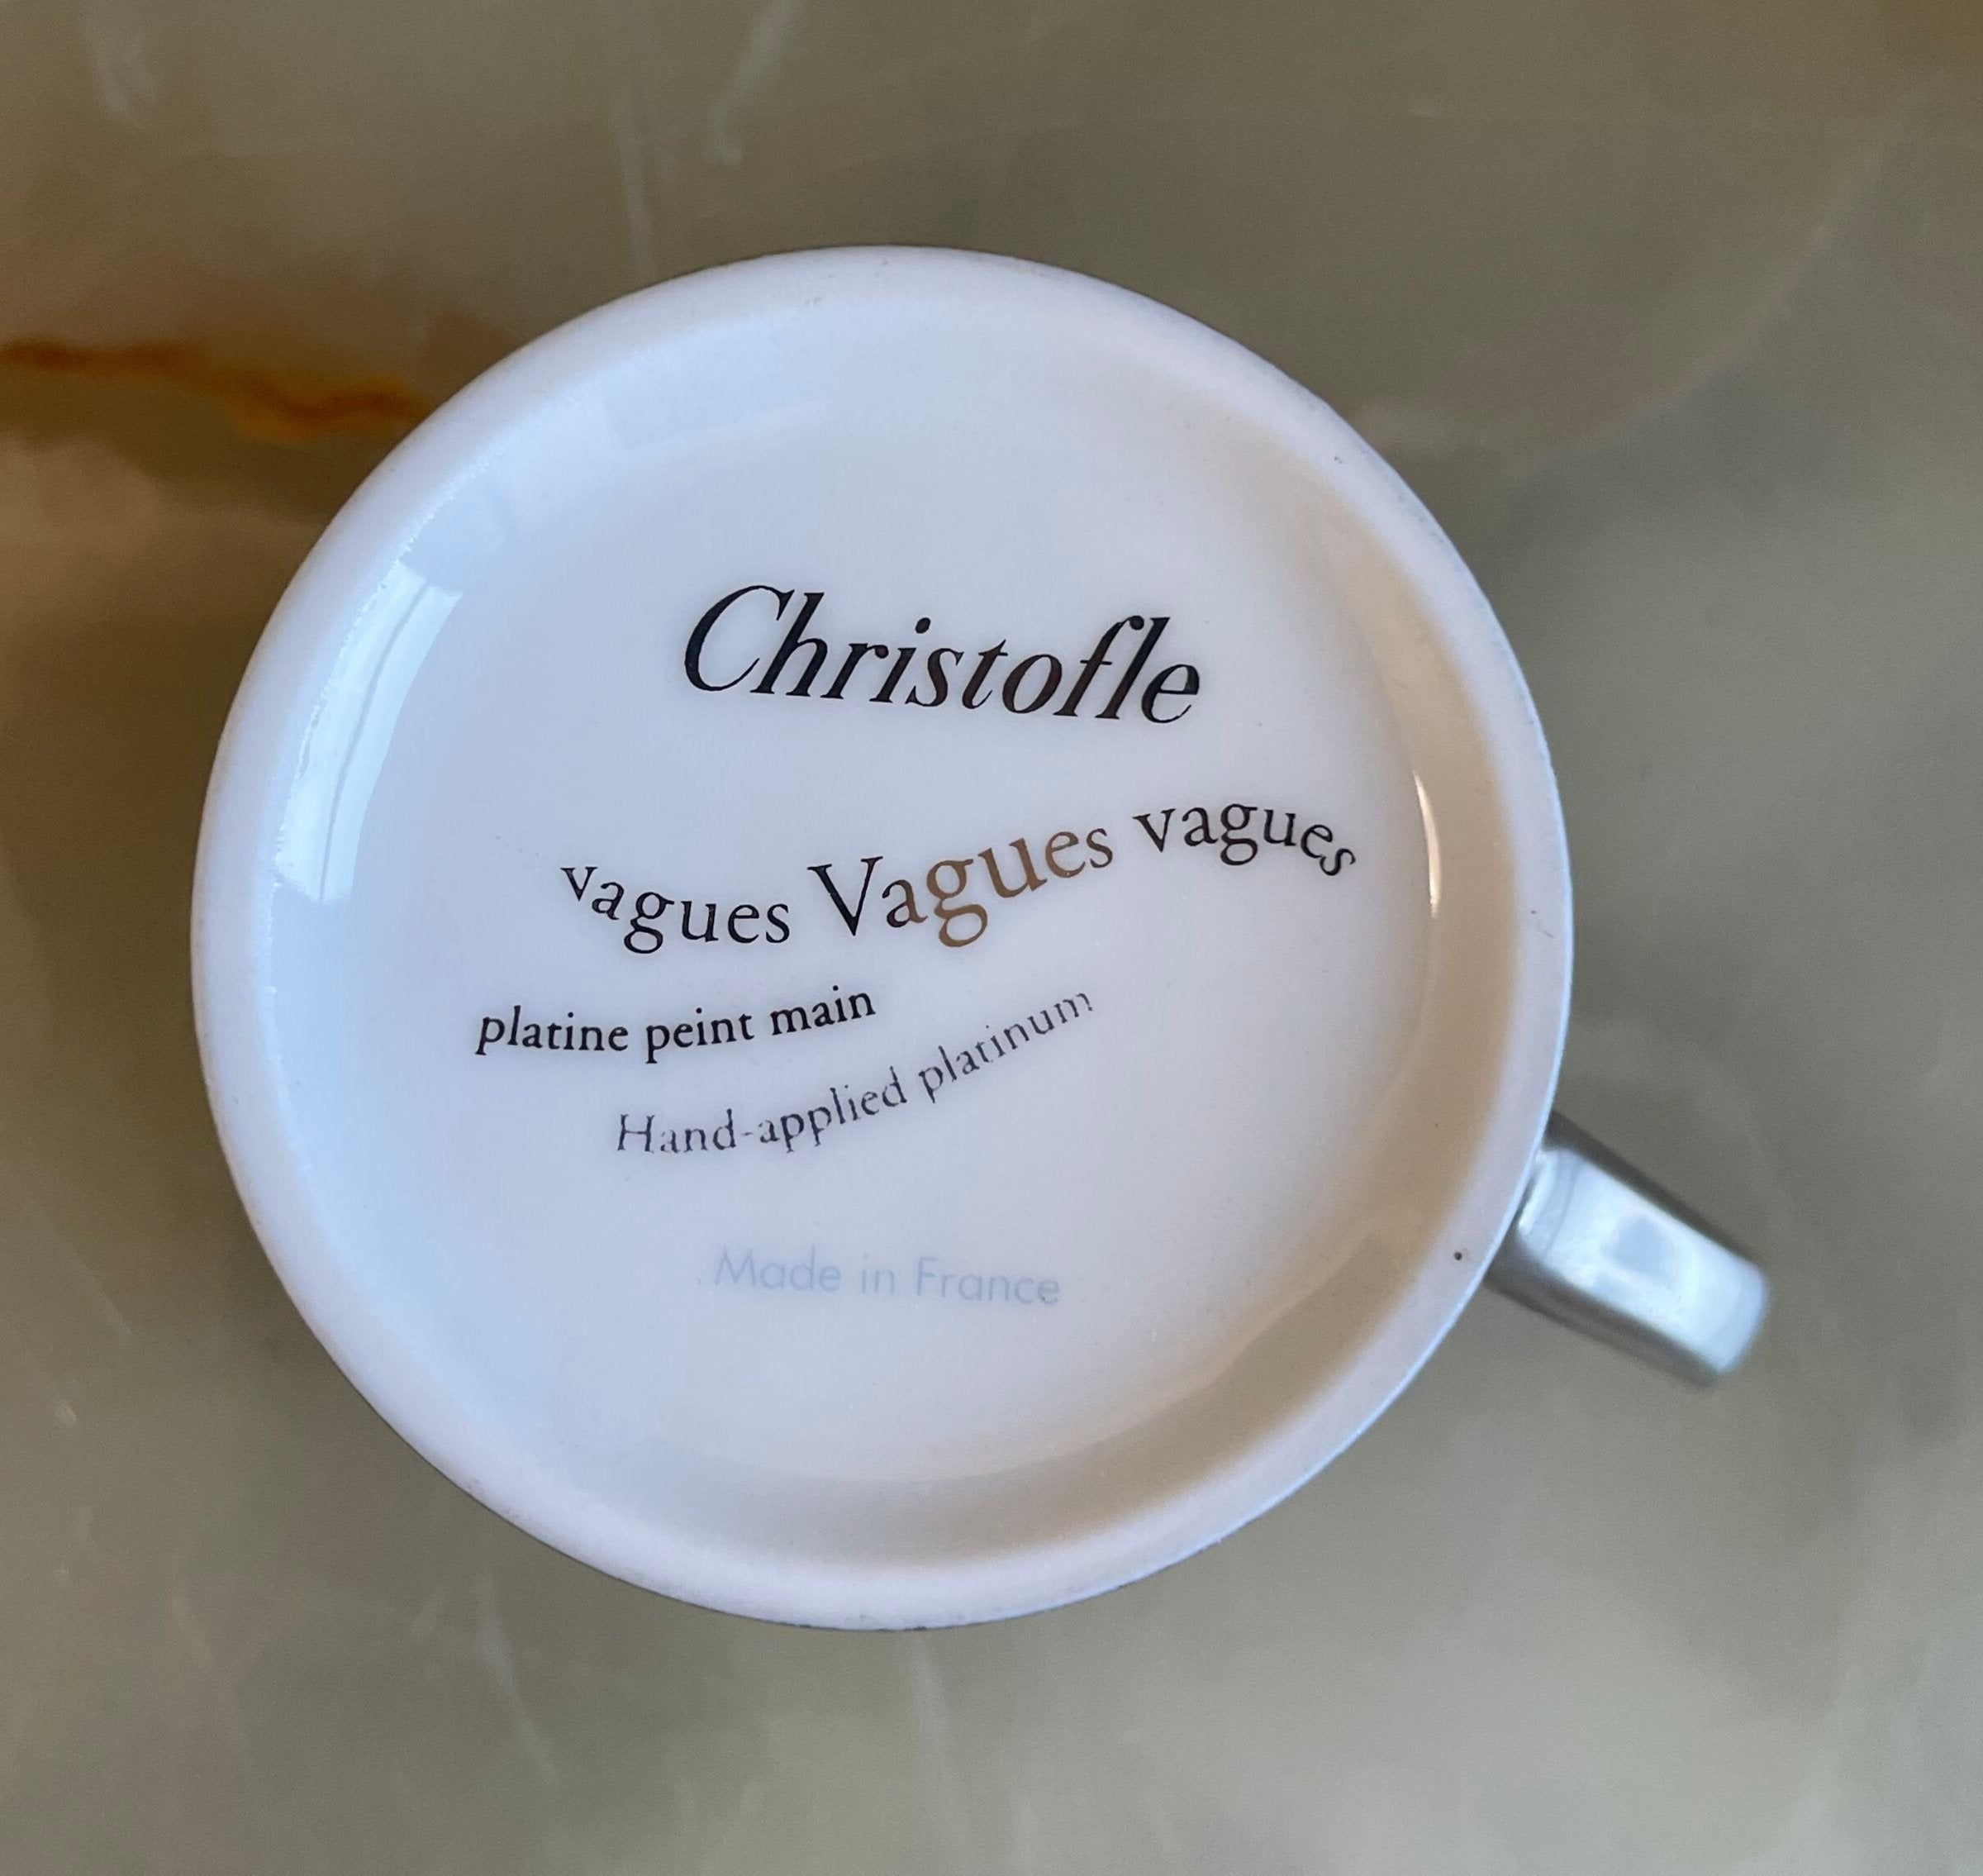 Christofle
vagues Vagues vagues
platine peint main
Hand-applied platinum
Made in France